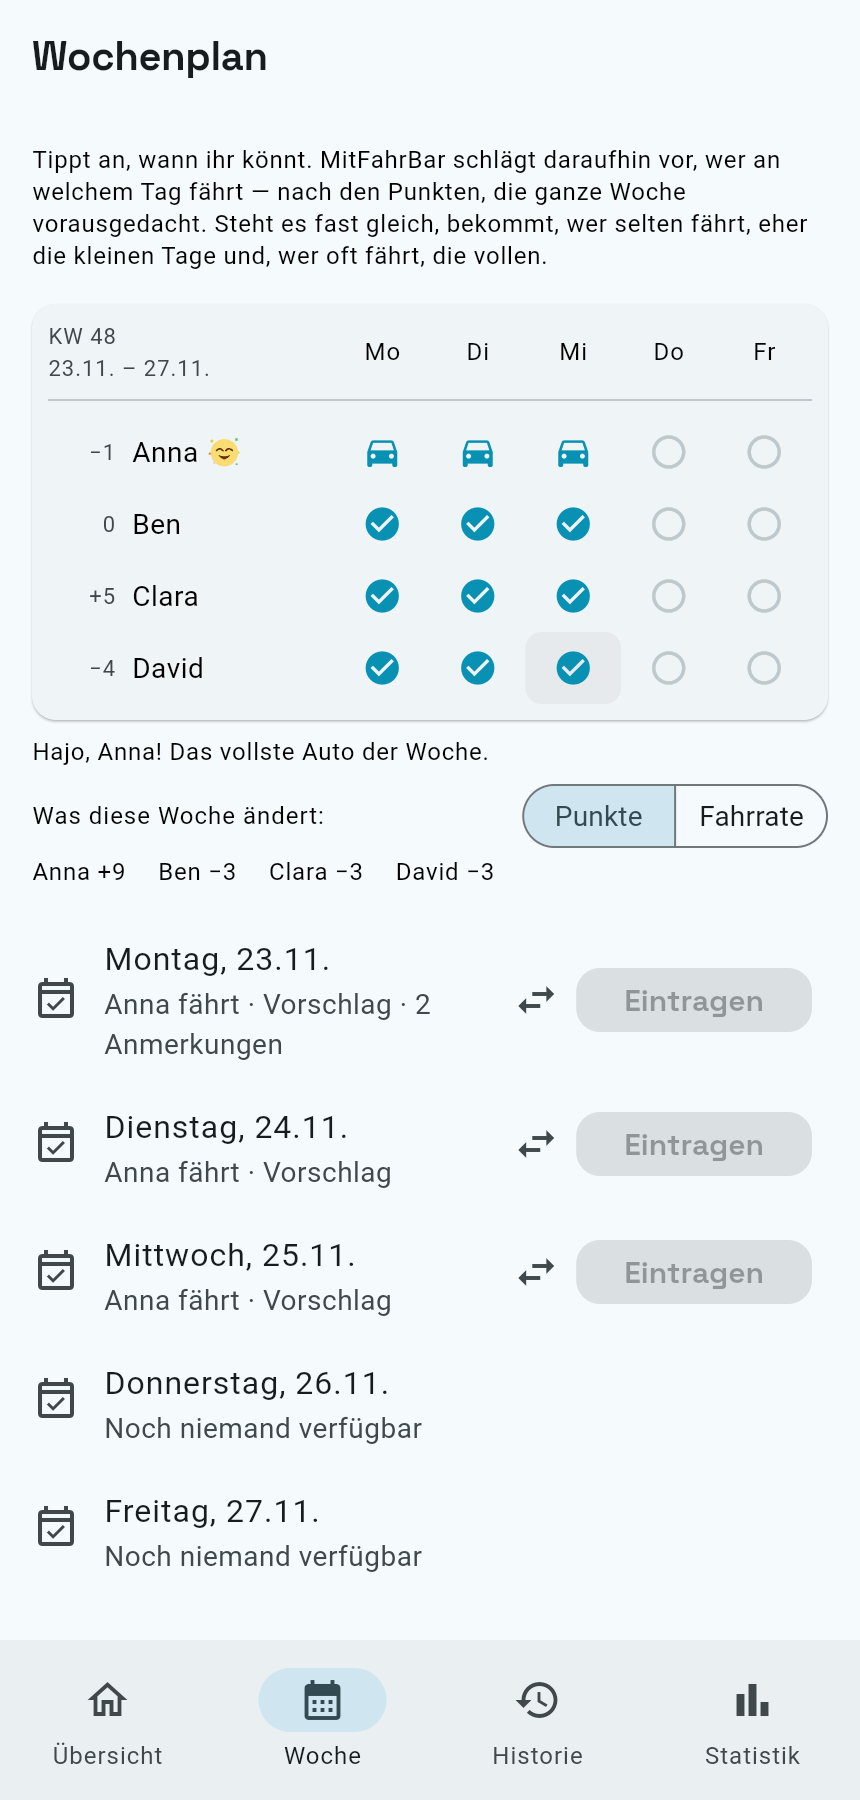 Wochenplan
Tippt an, wann ihr könnt. MitFahrBar schlägt daraufhin vor, wer an
welchem Tag fährt — nach den Punkten, die ganze Woche
vorausgedacht. Steht es fast gleich, bekommt, wer selten fährt, eher
die kleinen Tage und, wer oft fährt, die vollen.
KW 48
23.11. – 27.11.
Mo Di Mi Do Fr
−1 Anna
0 Ben
+5 Clara
−4 David
Hajo, Anna! Das vollste Auto der Woche.
Was diese Woche ändert: Punkte Fahrrate
Anna +9 Ben −3 Clara −3 David −3
Montag, 23.11.
Anna fährt · Vorschlag · 2
Anmerkungen
Eintragen
Dienstag, 24.11.
Anna fährt · Vorschlag
Eintragen
Mittwoch, 25.11.
Anna fährt · Vorschlag
Eintragen
Donnerstag, 26.11.
Noch niemand verfügbar
Freitag, 27.11.
Noch niemand verfügbar
Übersicht Woche Historie Statistik